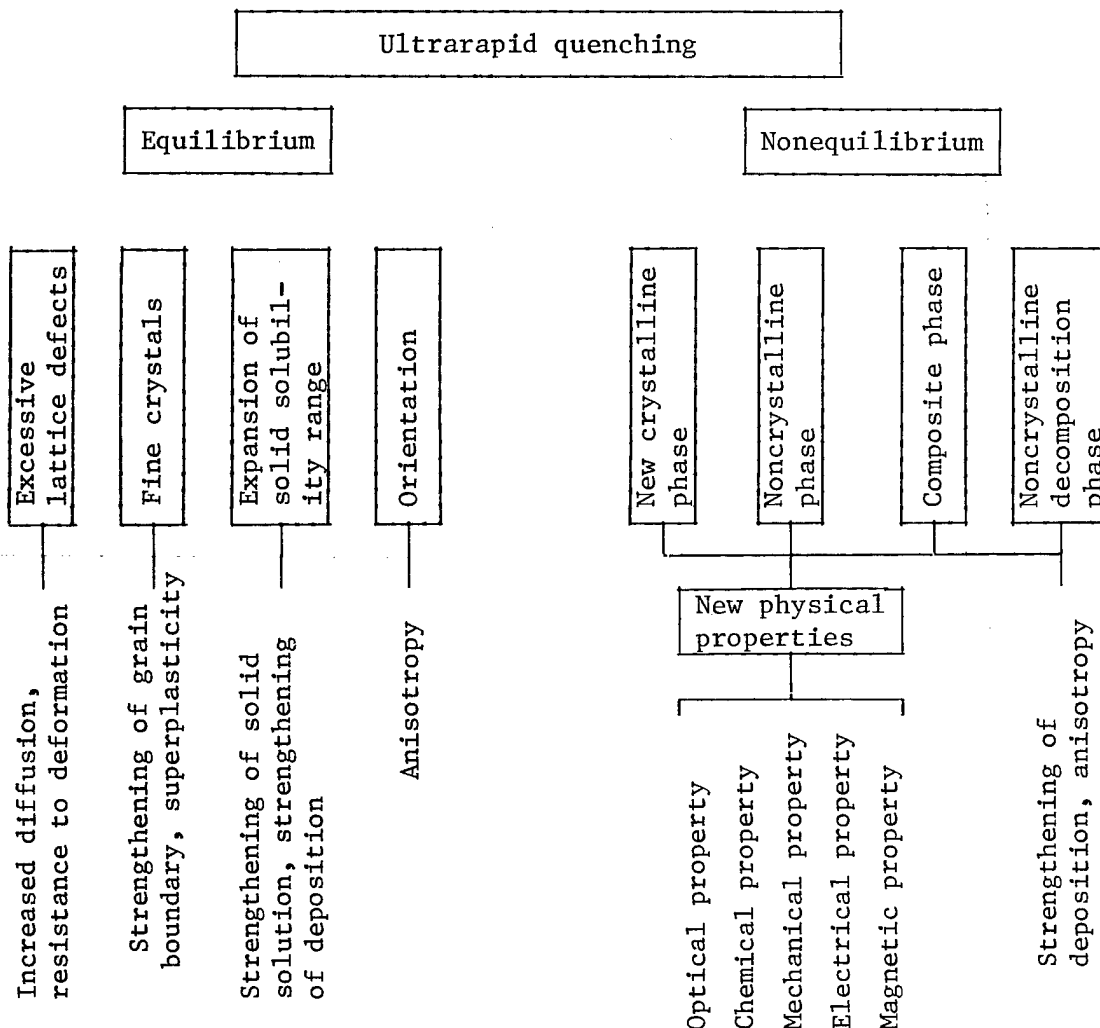 Ultrarapid quenching
Equilibrium
Nonequilibrium
Excessive
lattice defects
Fine crystals
Expansion of
solid solubil-
ity range
Orientation
New crystalline
phase
Noncrystalline
phase
Composite phase
Noncrystalline
decomposition
phase
Increased diffusion,
resistance to deformation
Strengthening of grain
boundary, superplasticity
Strengthening of solid
solution, strengthening
of deposition
Anisotropy
New physical
properties
Optical property
Chemical property
Mechanical property
Electrical property
Magnetic property
Strengthening of
deposition, anisotropy